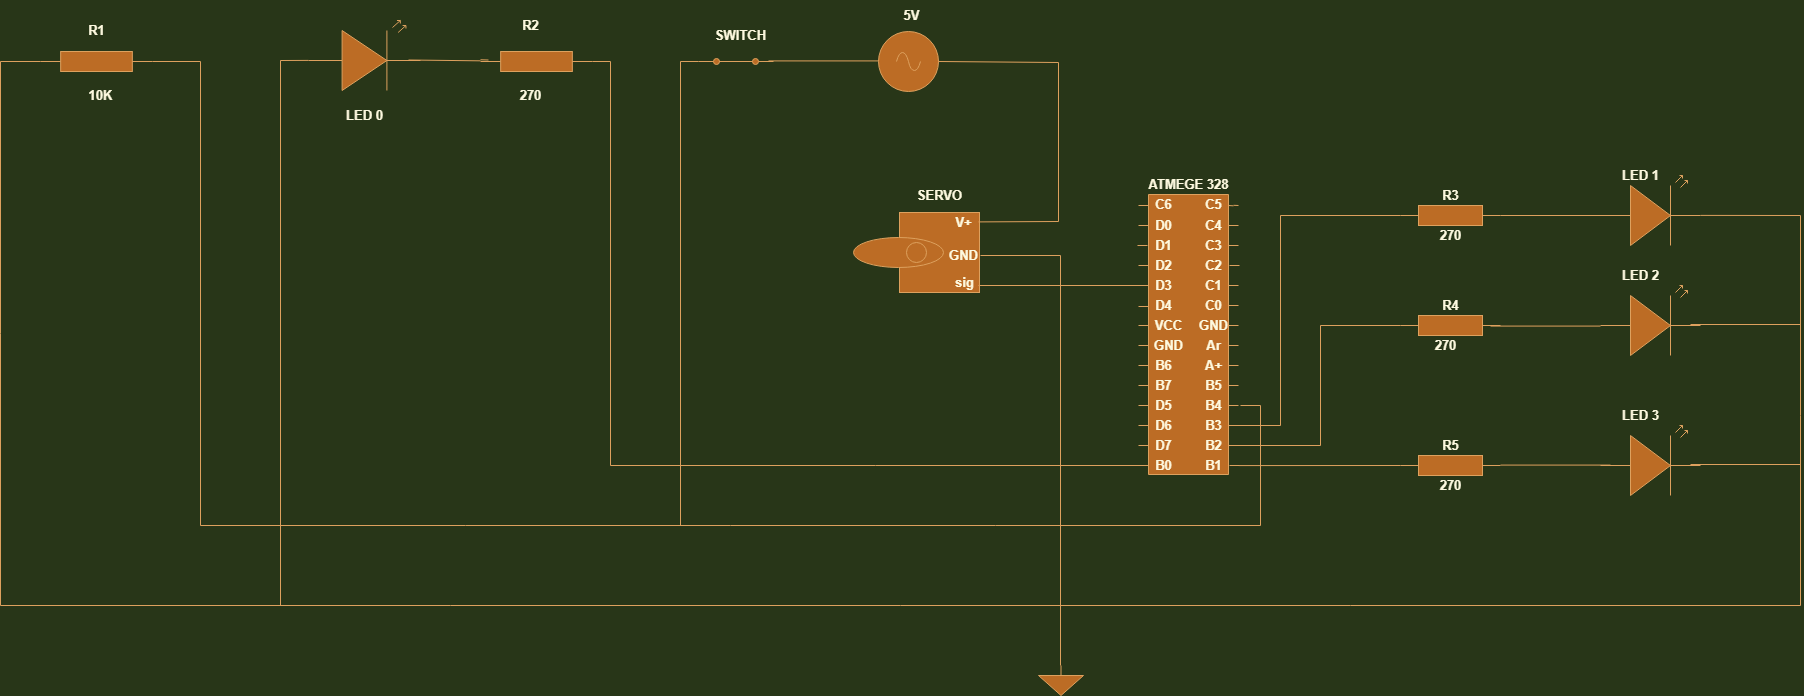 R1
10K
LED 0
R2
270
SWITCH
5V
SERVO
V+
GND
sig
ATMEGE 328
C6 C5
D0 C4
D1 C3
D2 C2
D3 C1
D4 C0
VCC GND
GND Ar
B6 A+
B7 B5
D5 B4
D6 B3
D7 B2
B0 B1
R3
270
LED 1
R4
270
LED 2
R5
270
LED 3